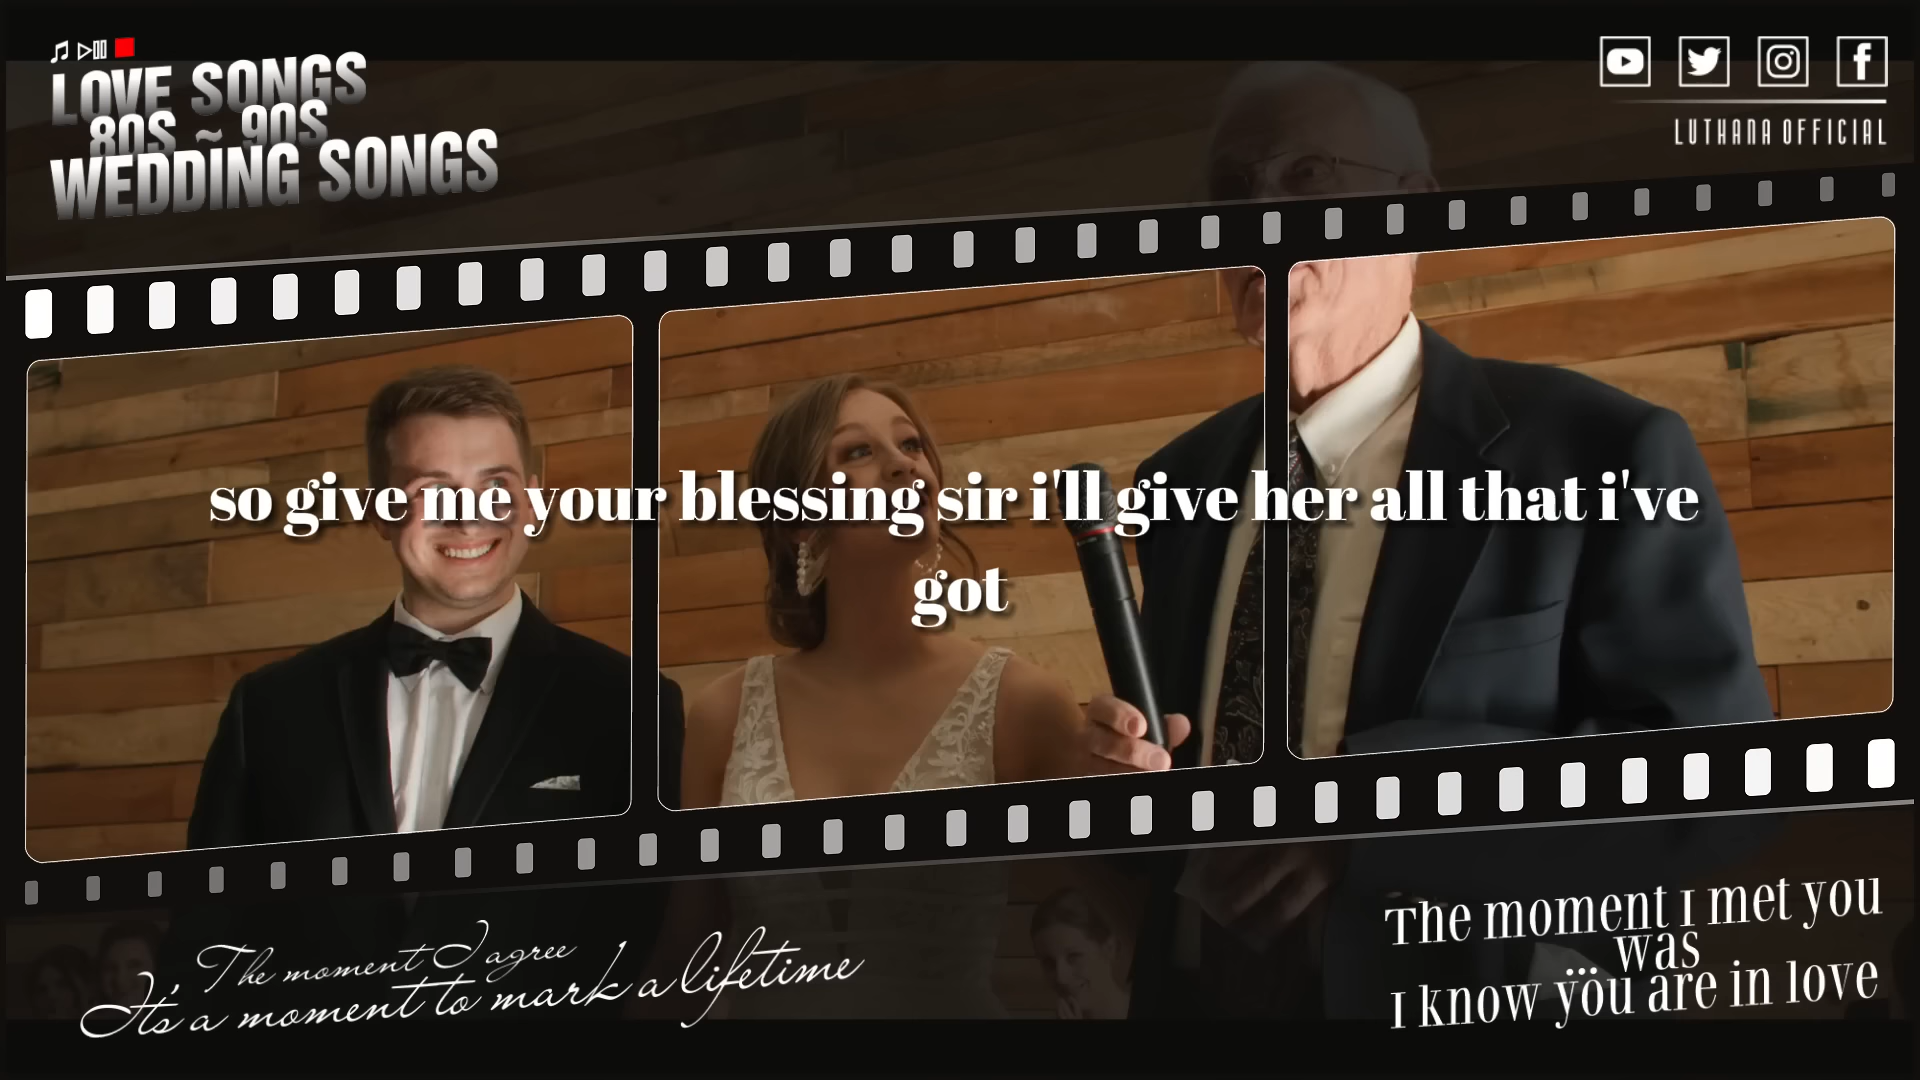 LOVE SONGS
80S ~ 90S
WEDDING SONGS
LUTHANA OFFICIAL
so give me your blessing sir i'll give her all that i've
got
The moment I agree
It's a moment to mark a lifetime
The moment I met you
was
I know yöu are in love